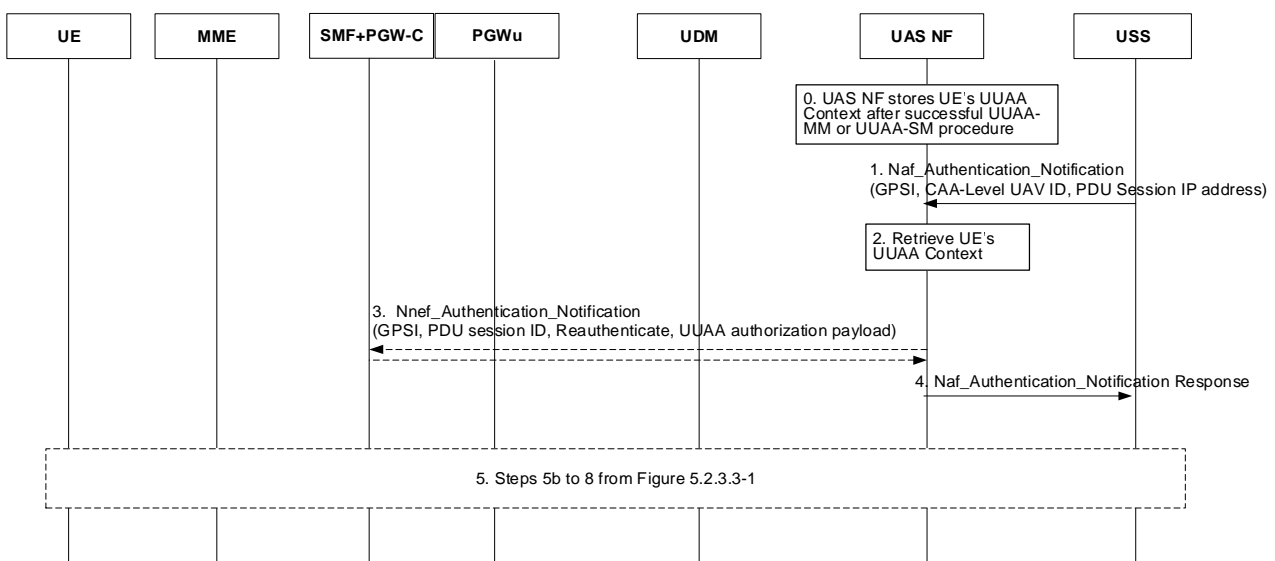 UE
MME
SMF+PGW-C
PGWu
UDM
UAS NF
USS
0. UAS NF stores UE's UUAA
Context after successful UUAA-
MM or UUAA-SM procedure
1. Naf_Authentication_Notification
(GPSI, CAA-Level UAV ID, PDU Session IP address)
2. Retrieve UE's
UUAA Context
3. Nnef_Authentication_Notification
(GPSI, PDU session ID, Reauthenticate, UUAA authorization payload)
4. Naf_Authentication_Notification Response
5. Steps 5b to 8 from Figure 5.2.3.3-1